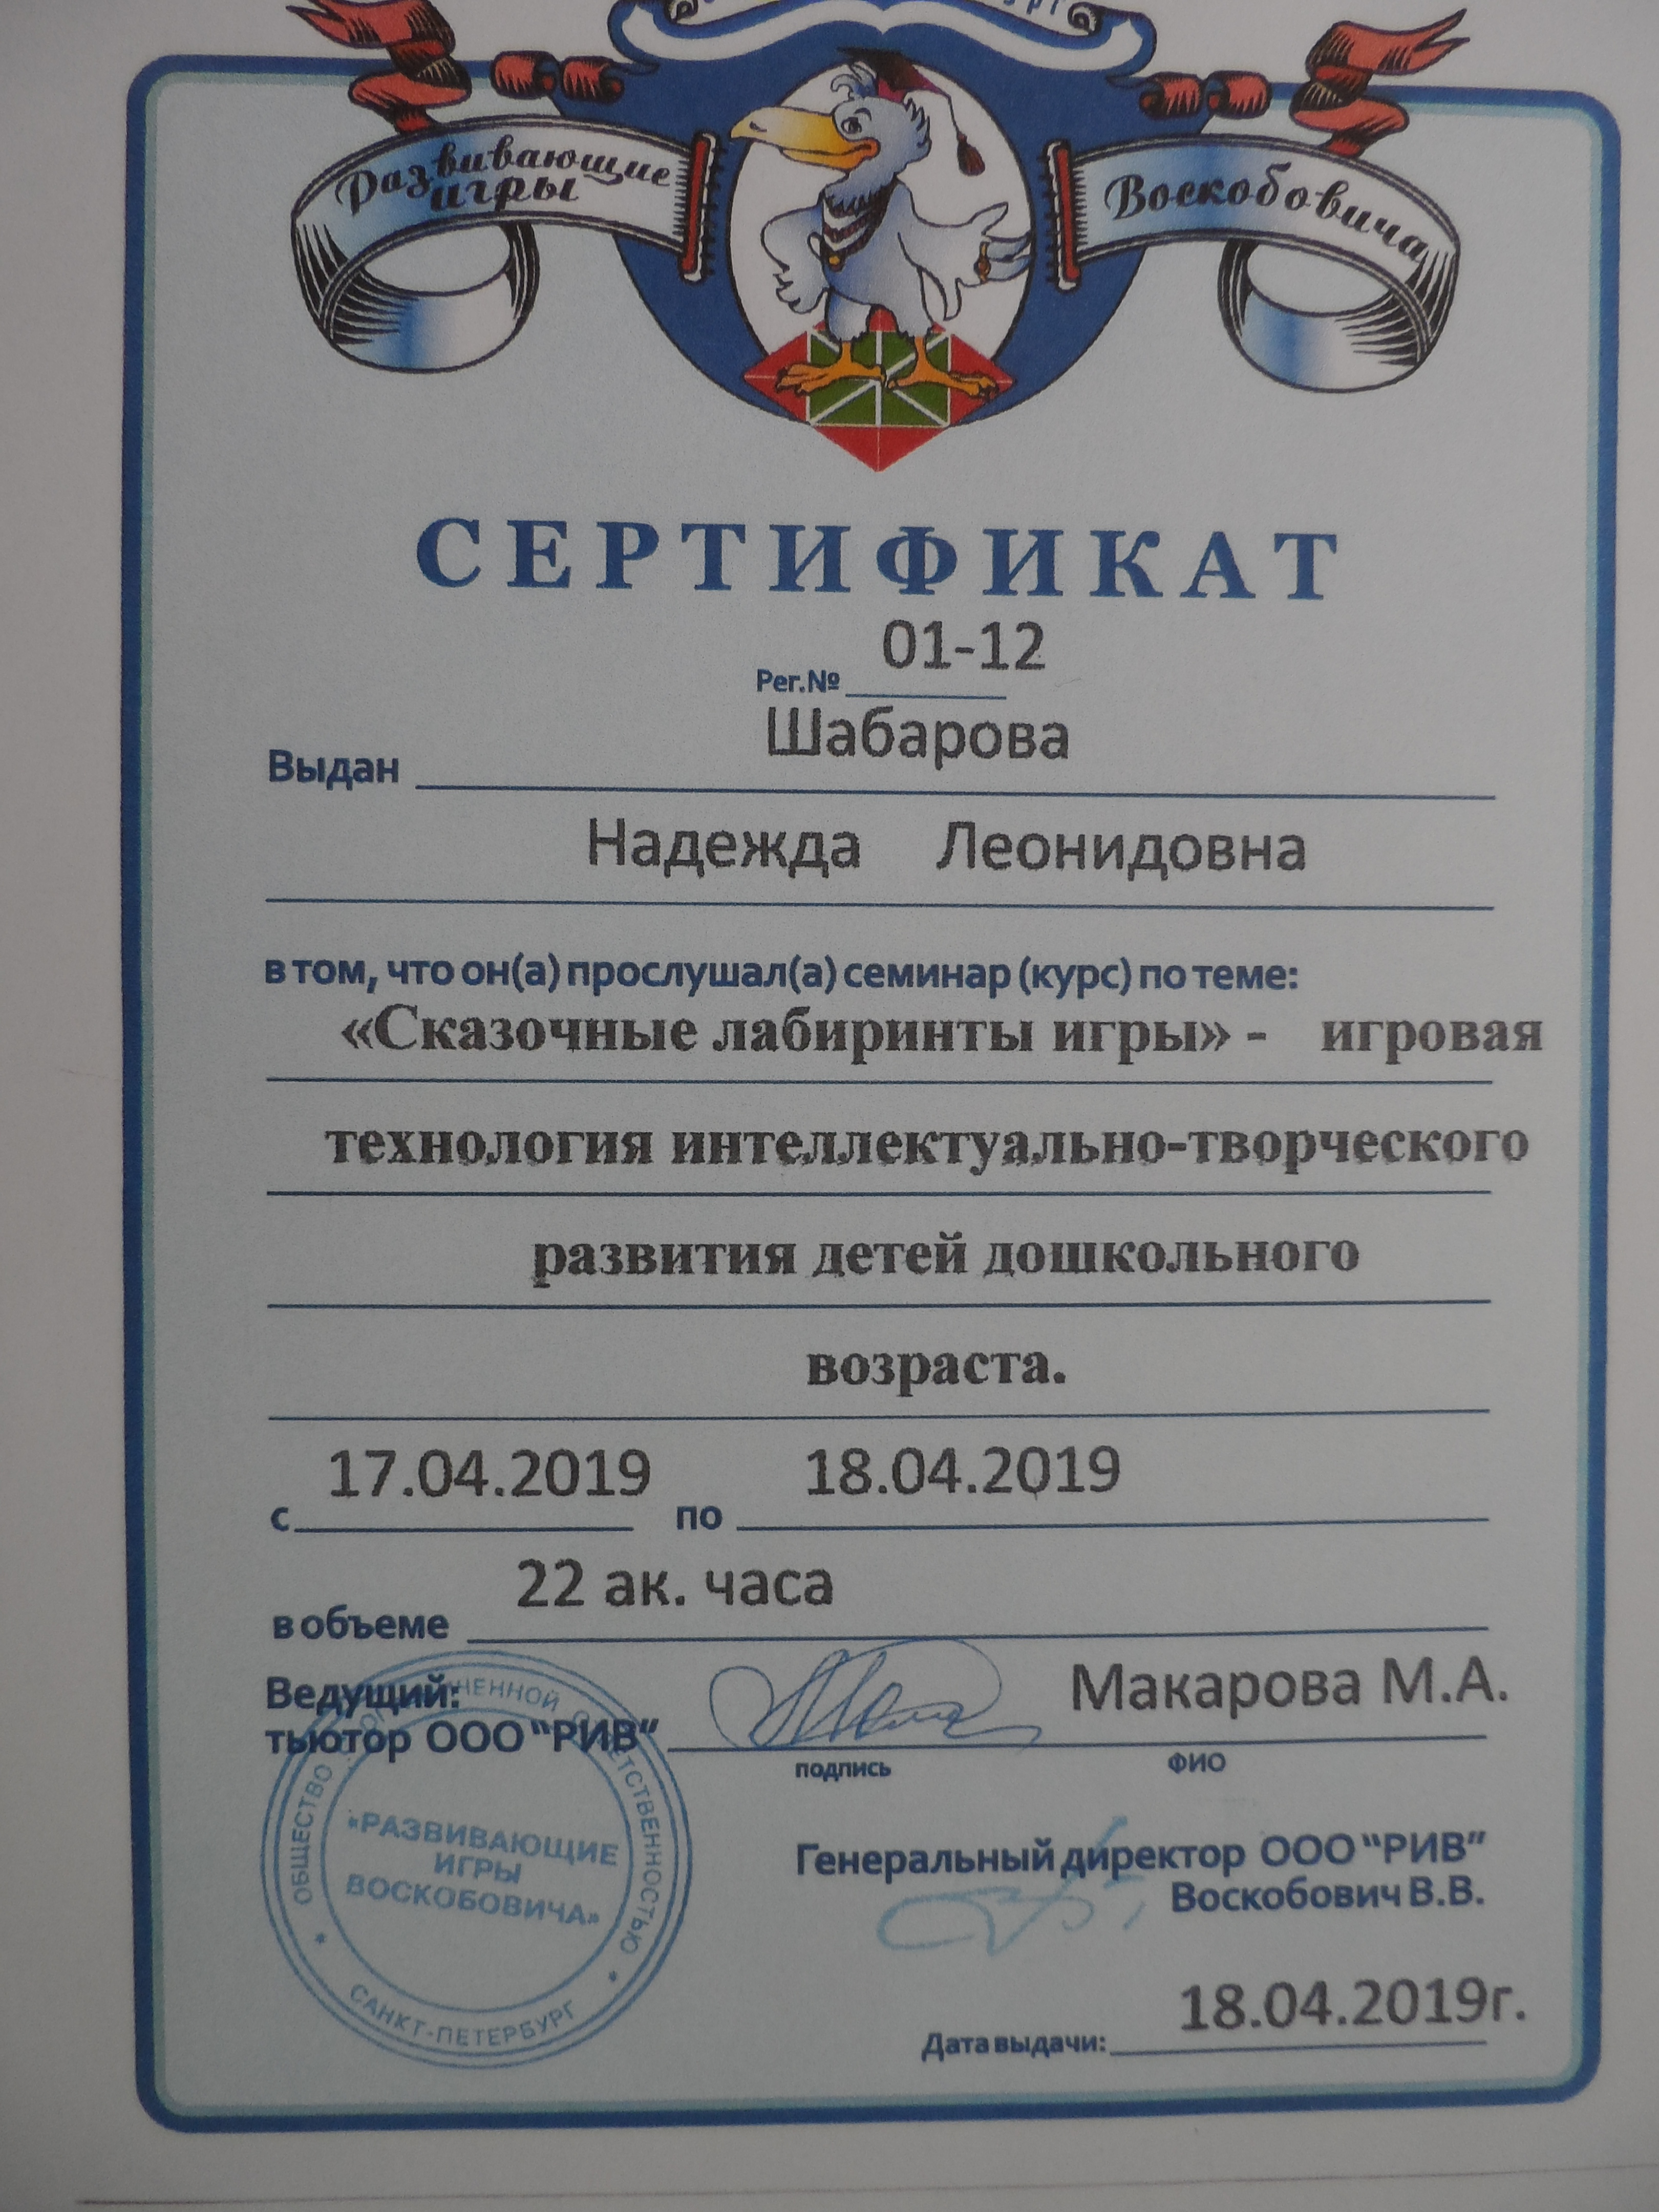 Развивающие
игры
Воскобовича
СЕРТИФИКАТ
01-12
Рег.№
Шабарова
Выдан
Надежда Леонидовна
в том, что он(а) прослушал(а) семинар (курс) по теме:
«Сказочные лабиринты игры» - игровая
технология интеллектуально-творческого
развития детей дошкольного
возраста.
17.04.2019 18.04.2019
с по
22 ак. часа
в объеме
Ведущий:
тьютор ООО “РИВ”
Макарова М.А.
подпись ФИО
ОБЩЕСТВО С ОГРАНИЧЕННОЙ ОТВЕТСТВЕННОСТЬЮ
«РАЗВИВАЮЩИЕ
ИГРЫ
ВОСКОБОВИЧА»
САНКТ-ПЕТЕРБУРГ
Генеральный директор ООО “РИВ”
Воскобович В.В.
18.04.2019г.
Дата выдачи: